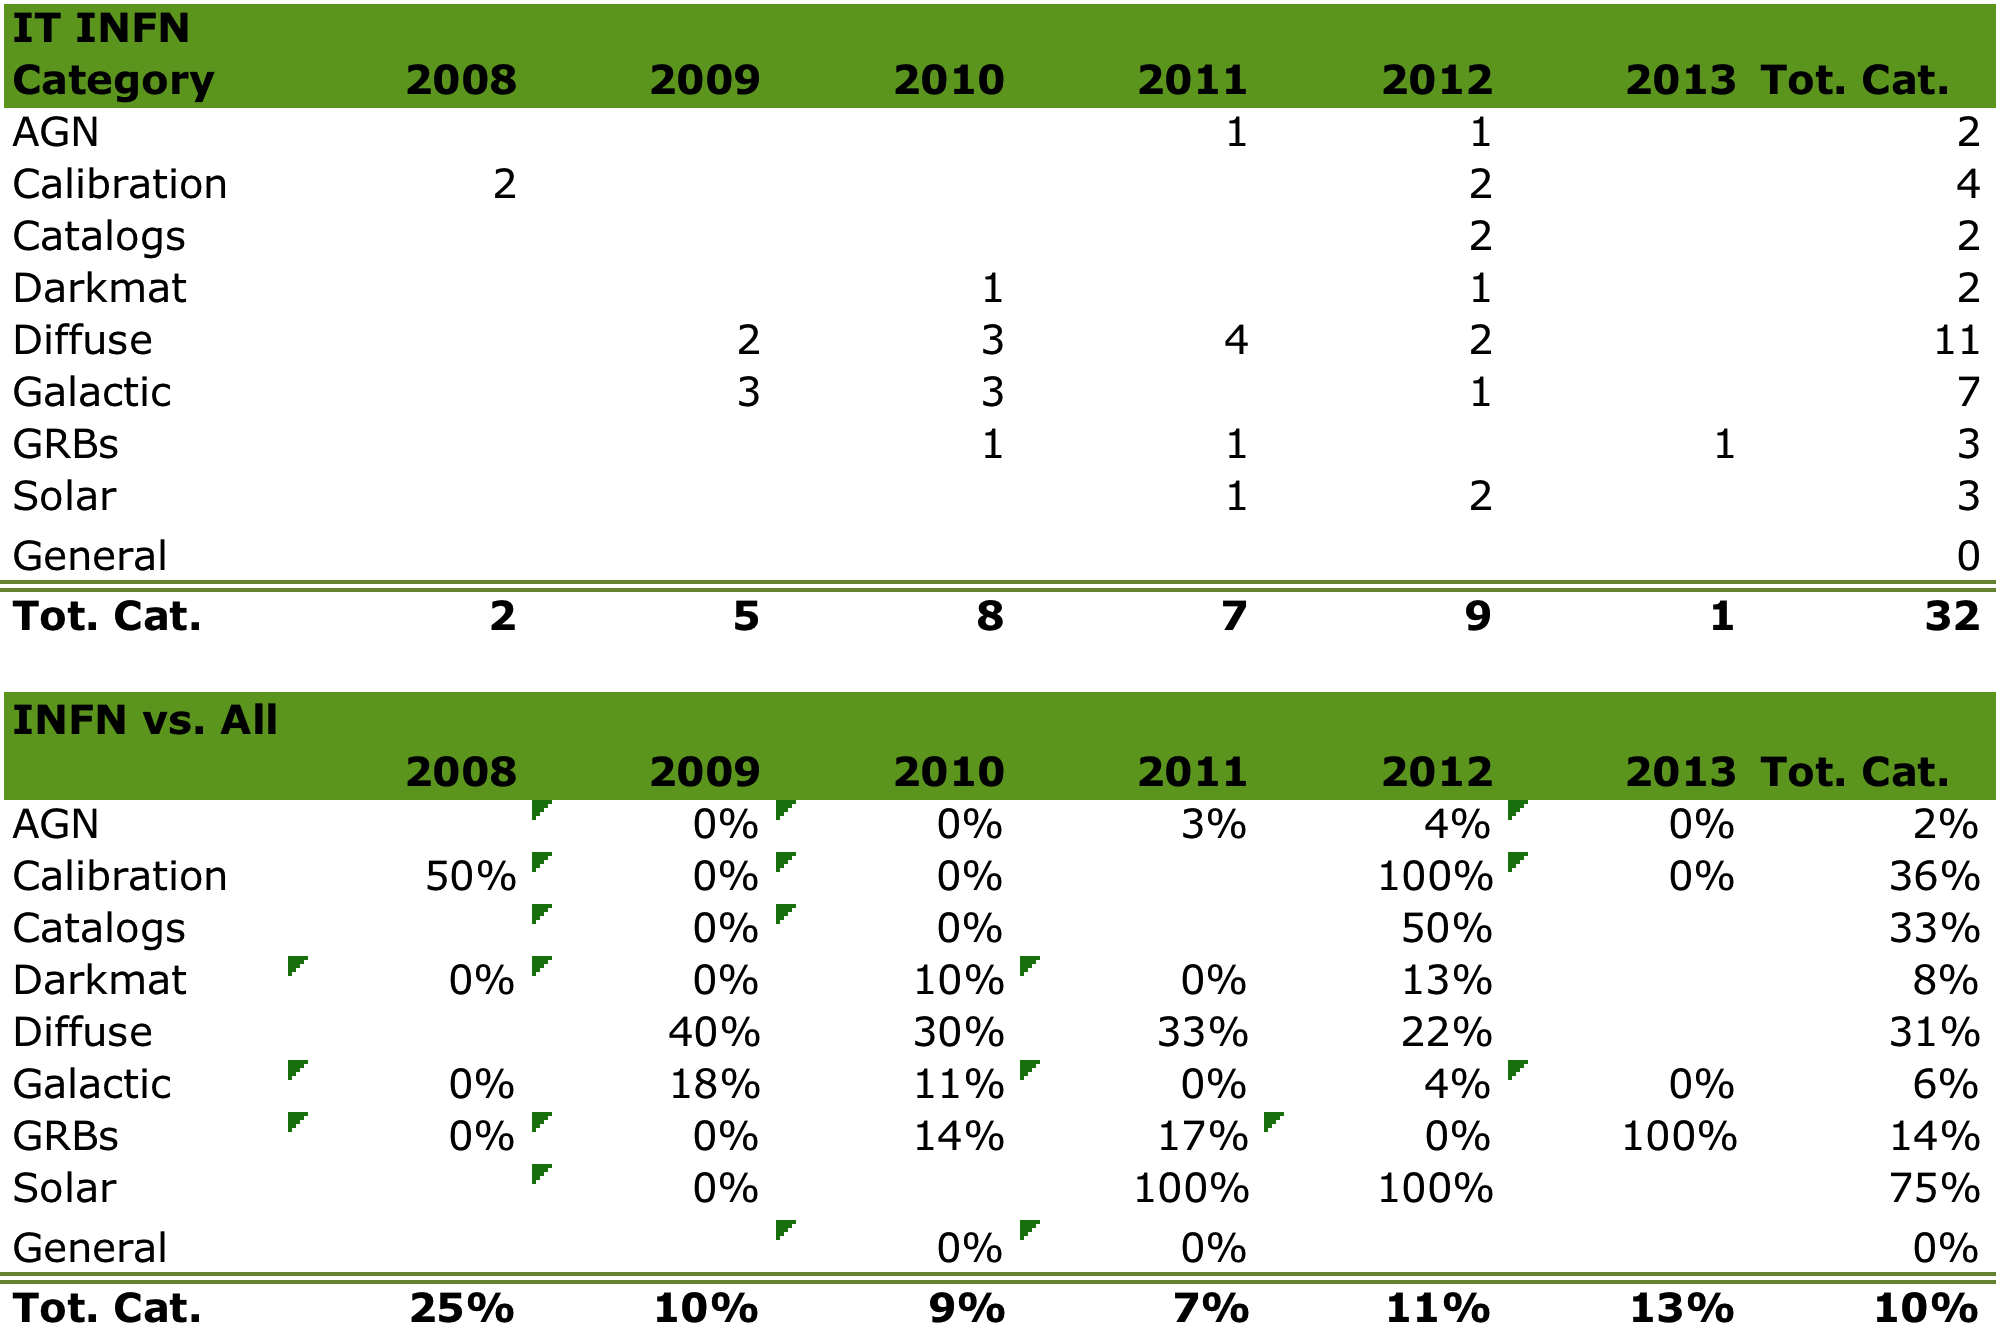 IT INFN
Category 2008 2009 2010 2011 2012 2013 Tot. Cat.
AGN 1 1 2
Calibration 2 2 4
Catalogs 2 2
Darkmat 1 1 2
Diffuse 2 3 4 2 11
Galactic 3 3 1 7
GRBs 1 1 1 3
Solar 1 2 3
General 0
Tot. Cat. 2 5 8 7 9 1 32
INFN vs. All
2008 2009 2010 2011 2012 2013 Tot. Cat.
AGN 0% 0% 3% 4% 0% 2%
Calibration 50% 0% 0% 100% 0% 36%
Catalogs 0% 0% 50% 33%
Darkmat 0% 0% 10% 0% 13% 8%
Diffuse 40% 30% 33% 22% 31%
Galactic 0% 18% 11% 0% 4% 0% 6%
GRBs 0% 0% 14% 17% 0% 100% 14%
Solar 0% 100% 100% 75%
General 0% 0% 0%
Tot. Cat. 25% 10% 9% 7% 11% 13% 10%